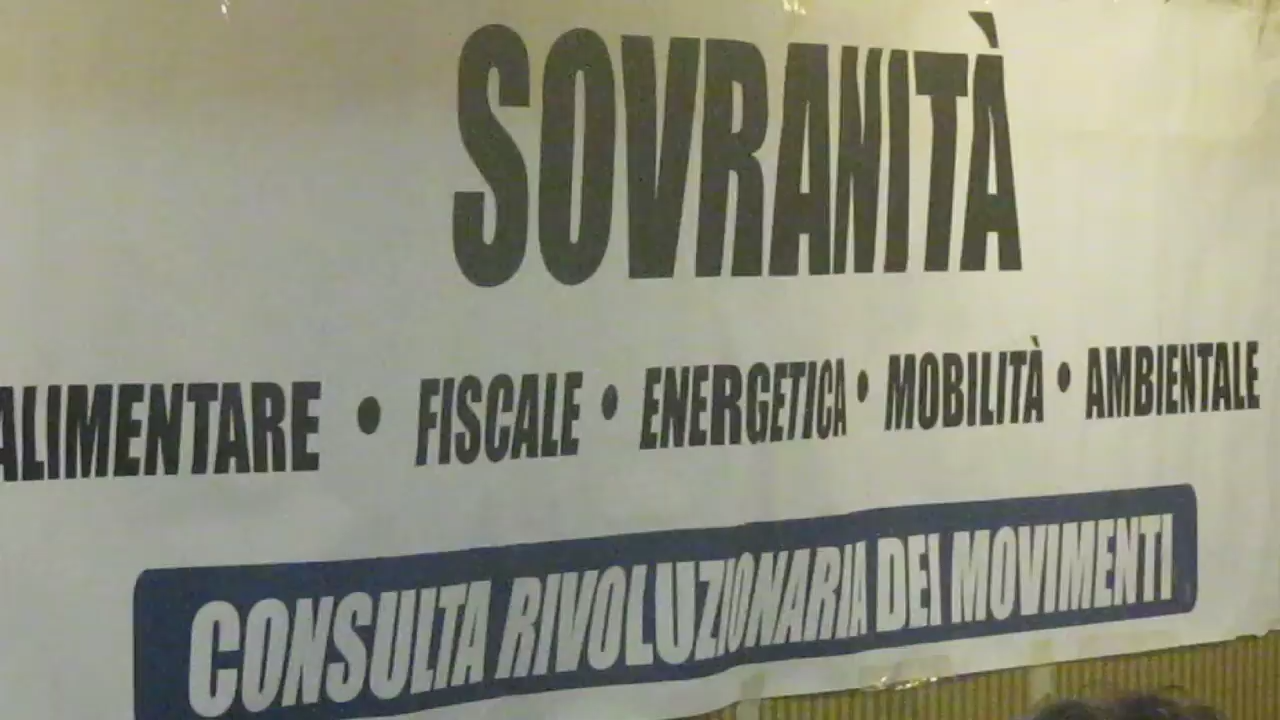 SOVRANITÀ
ALIMENTARE • FISCALE • ENERGETICA • MOBILITÀ • AMBIENTALE
CONSULTA RIVOLUZIONARIA DEI MOVIMENTI